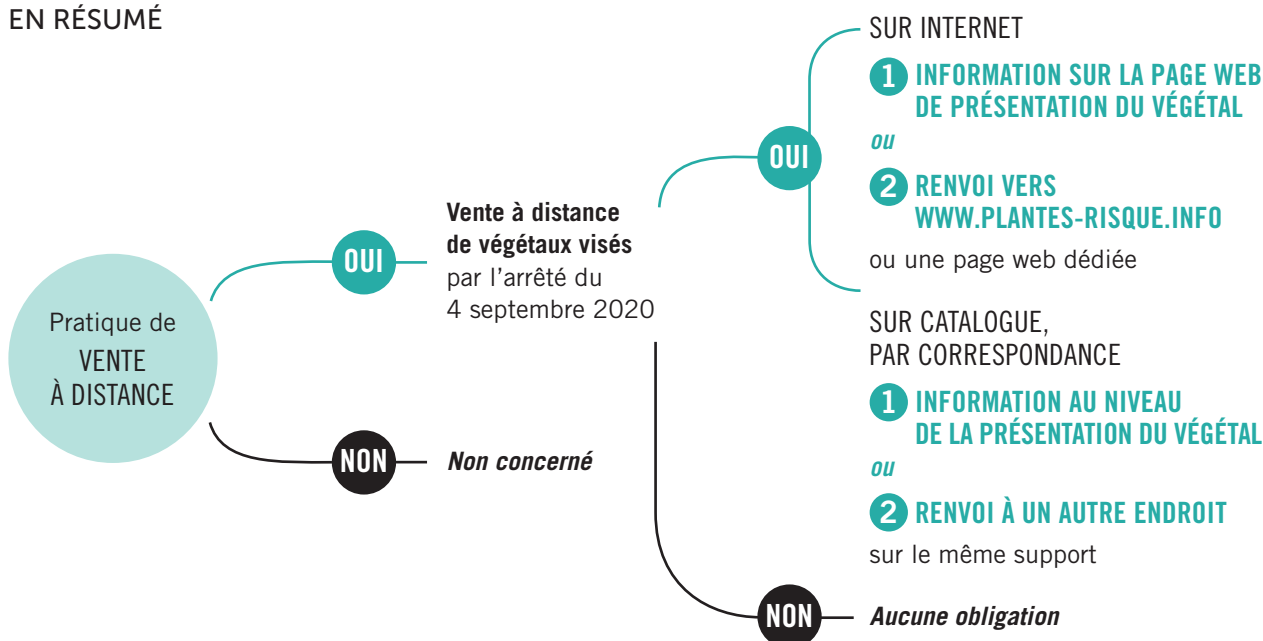 EN RÉSUMÉ
Pratique de
VENTE
À DISTANCE
OUI
Vente à distance
de végétaux visés
par l'arrêté du
4 septembre 2020
NON
Non concerné
OUI
SUR INTERNET
1 INFORMATION SUR LA PAGE WEB
DE PRÉSENTATION DU VÉGÉTAL
ou
2 RENVOI VERS
WWW.PLANTES-RISQUE.INFO
ou une page web dédiée
SUR CATALOGUE,
PAR CORRESPONDANCE
1 INFORMATION AU NIVEAU
DE LA PRÉSENTATION DU VÉGÉTAL
ou
2 RENVOI À UN AUTRE ENDROIT
sur le même support
NON
Aucune obligation